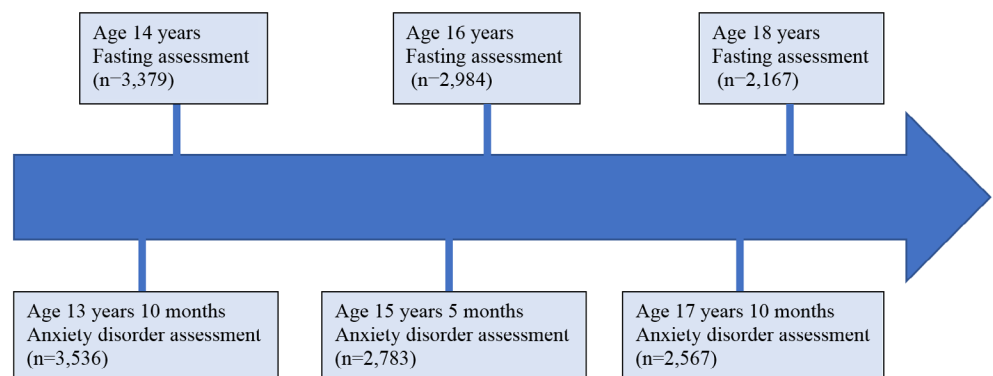 Age 14 years
Fasting assessment
(n=3,379)
Age 16 years
Fasting assessment
(n=2,984)
Age 18 years
Fasting assessment
(n=2,167)
Age 13 years 10 months
Anxiety disorder assessment
(n=3,536)
Age 15 years 5 months
Anxiety disorder assessment
(n=2,783)
Age 17 years 10 months
Anxiety disorder assessment
(n=2,567)